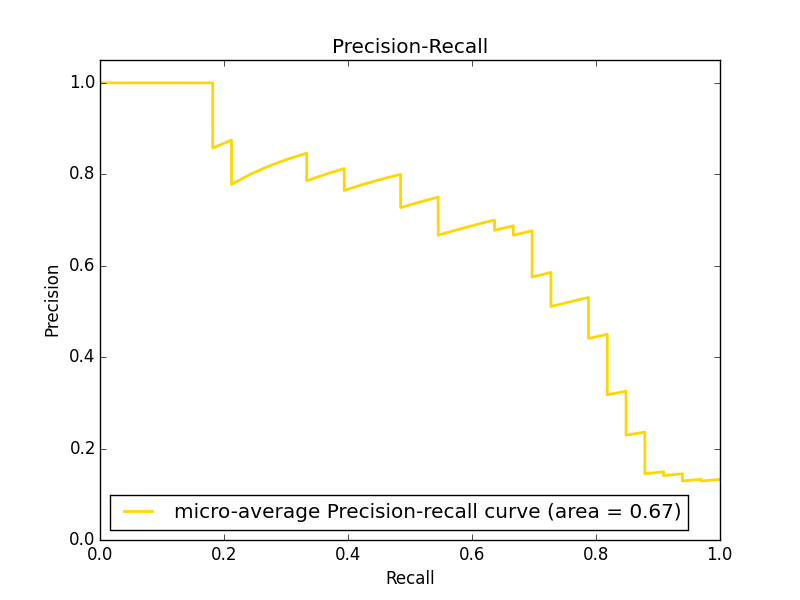 Precision-Recall
1.0
0.8
0.6
0.4
0.2
0.0
Precision
micro-average Precision-recall curve (area = 0.67)
0.0 0.2 0.4 0.6 0.8 1.0
Recall